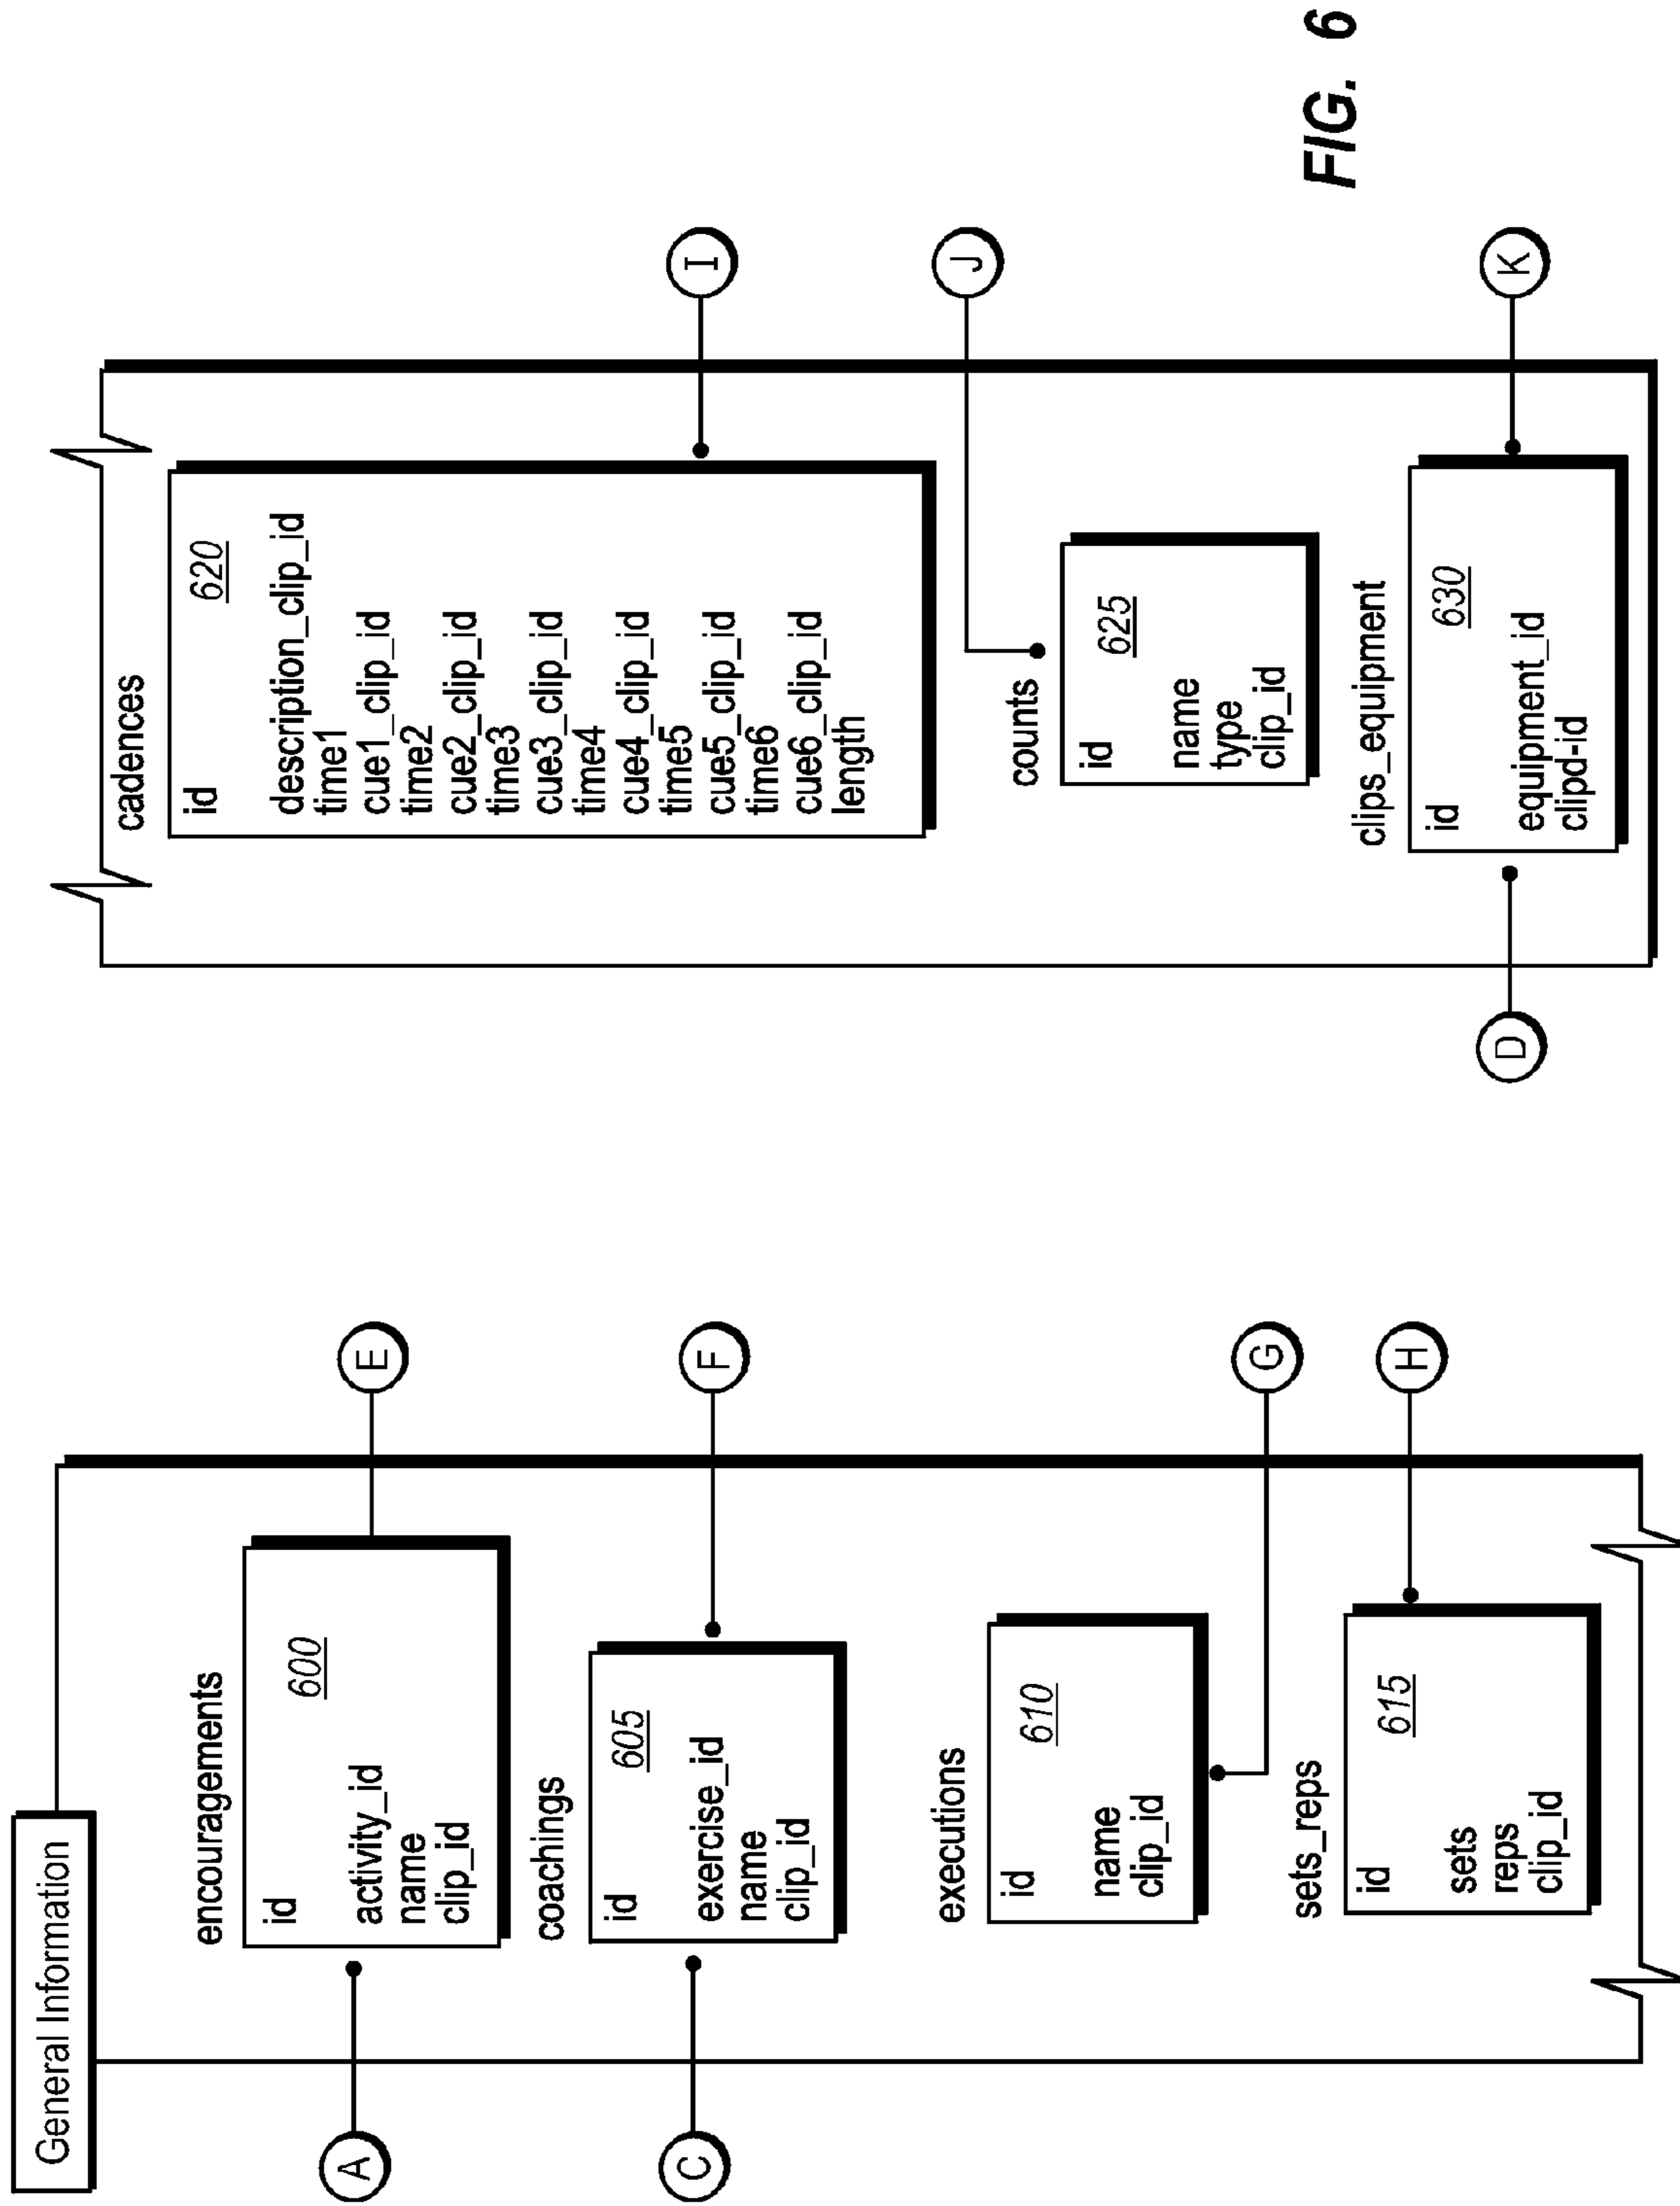 General Information
encouragements
id
600
activity_id
name
clip_id
A
E
coachings
id
605
exercise_id
name
clip_id
C
F
executions
id
610
name
clip_id
G
sets_reps
id
615
sets
reps
clip_id
H
cadences
id
620
description_clip_id
time1
cue1_clip_id
time2
cue2_clip_id
time3
cue3_clip_id
time4
cue4_clip_id
time5
cue5_clip_id
time6
cue6_clip_id
length
I
counts
id
625
name
type
clip_id
J
clips_equipment
id
630
equipment_id
clipd-id
D
K
FIG. 6